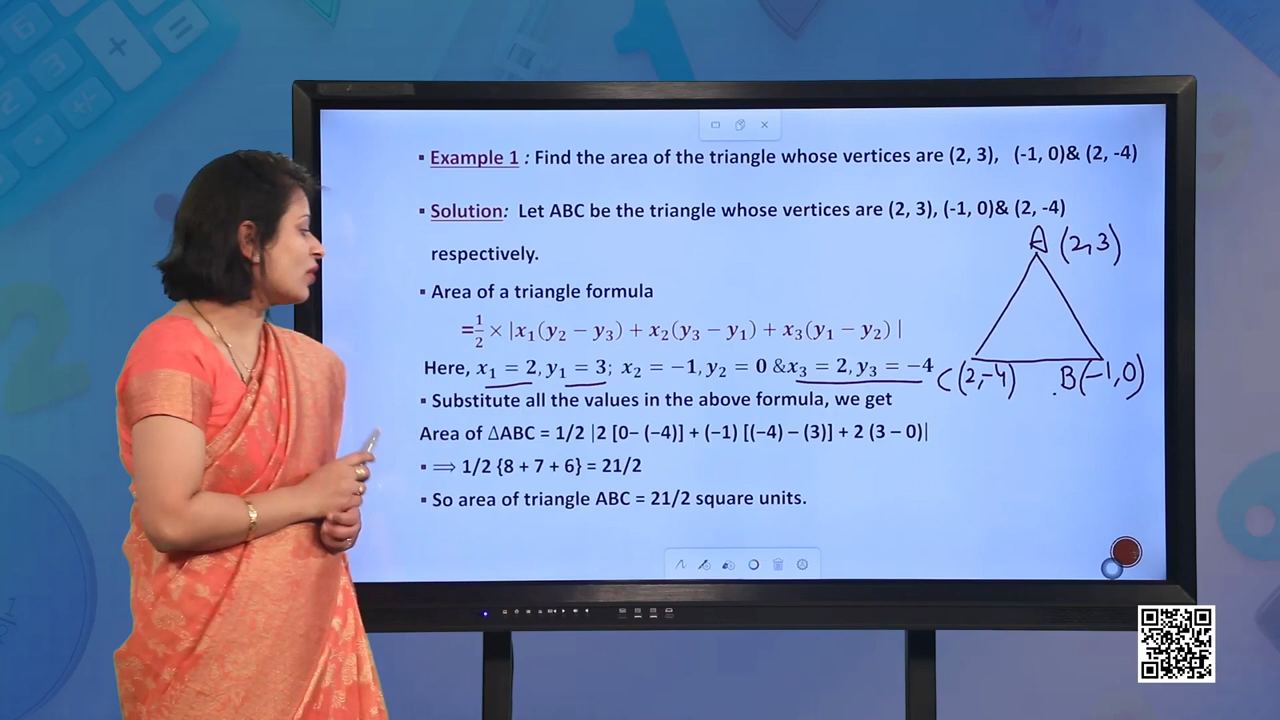 ▪ Example 1 : Find the area of the triangle whose vertices are (2, 3), (-1, 0)& (2, -4)
▪ Solution: Let ABC be the triangle whose vertices are (2, 3), (-1, 0)& (2, -4)
respectively.
A (2,3)
▪ Area of a triangle formula
=1/2 × |x₁(y₂ − y₃) + x₂(y₃ − y₁) + x₃(y₁ − y₂) |
Here, x₁ = 2, y₁ = 3; x₂ = −1, y₂ = 0 &x₃ = 2, y₃ = −4
C (2,-4) B(-1,0)
▪ Substitute all the values in the above formula, we get
Area of ΔABC = 1/2 |2 [0– (−4)] + (−1) [(−4) – (3)] + 2 (3 – 0)|
▪ ⟹ 1/2 {8 + 7 + 6} = 21/2
▪ So area of triangle ABC = 21/2 square units.